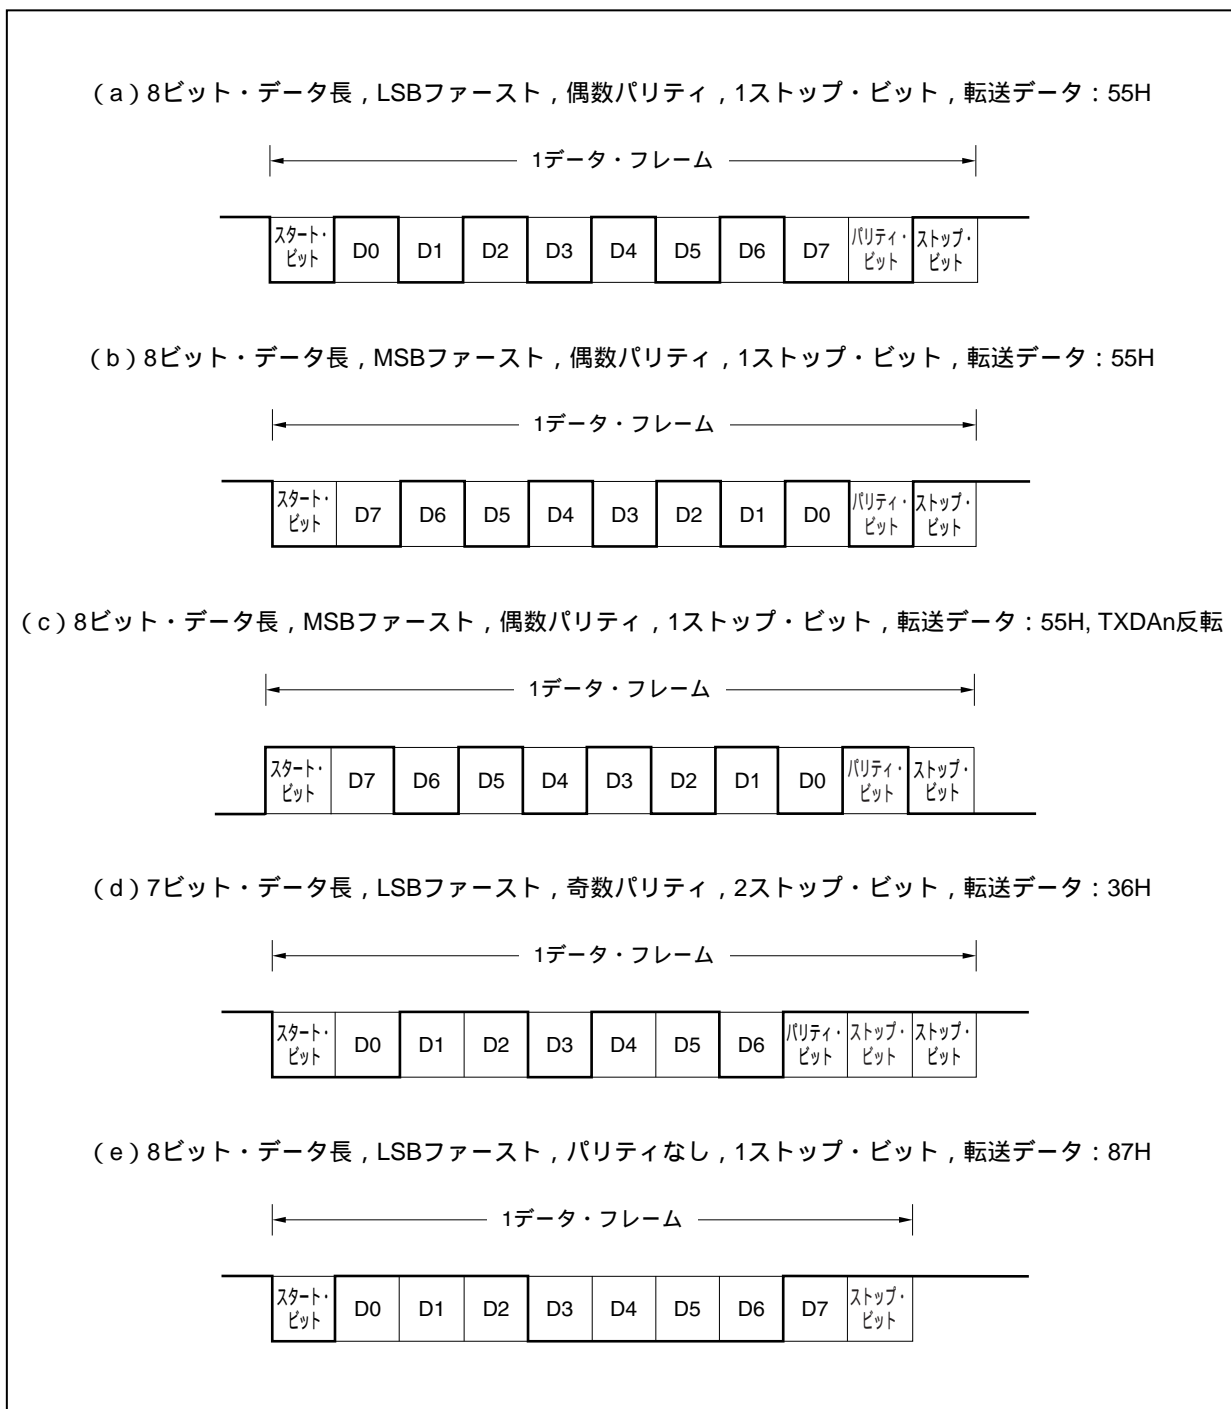 (a)8ビット・データ長,LSBファースト,偶数パリティ,1ストップ・ビット,転送データ:55H
1データ・フレーム
スタート・ビット D0 D1 D2 D3 D4 D5 D6 D7 パリティ・ビット ストップ・ビット
(b)8ビット・データ長,MSBファースト,偶数パリティ,1ストップ・ビット,転送データ:55H
1データ・フレーム
スタート・ビット D7 D6 D5 D4 D3 D2 D1 D0 パリティ・ビット ストップ・ビット
(c)8ビット・データ長,MSBファースト,偶数パリティ,1ストップ・ビット,転送データ:55H, TXDAn反転
1データ・フレーム
スタート・ビット D7 D6 D5 D4 D3 D2 D1 D0 パリティ・ビット ストップ・ビット
(d)7ビット・データ長,LSBファースト,奇数パリティ,2ストップ・ビット,転送データ:36H
1データ・フレーム
スタート・ビット D0 D1 D2 D3 D4 D5 D6 パリティ・ビット ストップ・ビット ストップ・ビット
(e)8ビット・データ長,LSBファースト,パリティなし,1ストップ・ビット,転送データ:87H
1データ・フレーム
スタート・ビット D0 D1 D2 D3 D4 D5 D6 D7 ストップ・ビット